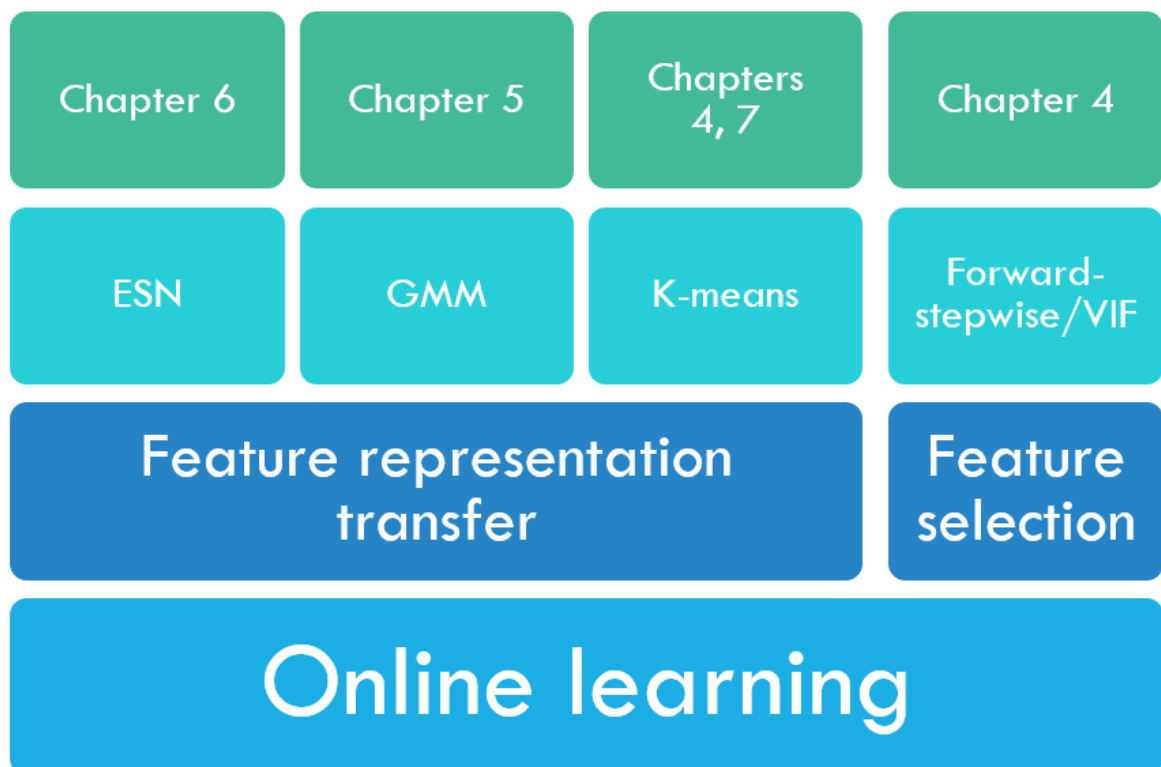 Chapter 6
Chapter 5
Chapters
4, 7
Chapter 4
ESN
GMM
K-means
Forward-
stepwise/VIF
Feature representation
transfer
Feature
selection
Online learning